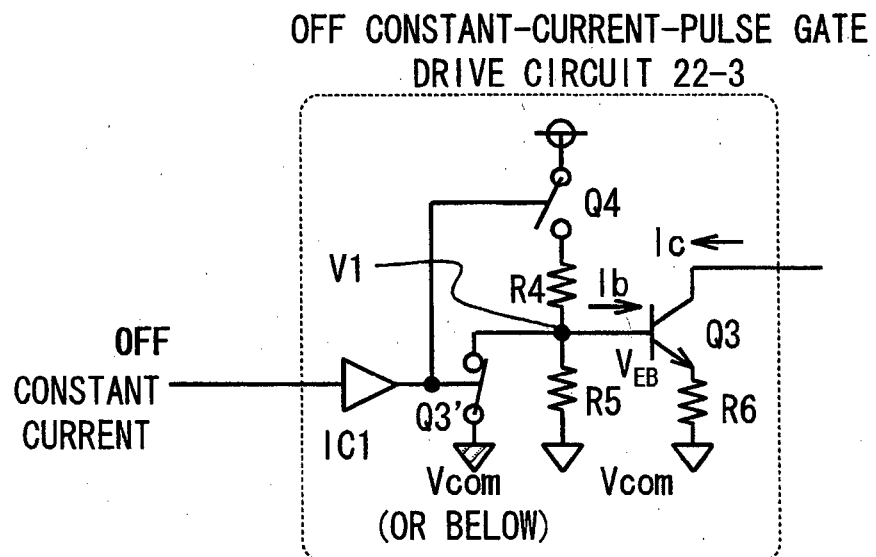 OFF CONSTANT-CURRENT-PULSE GATE
DRIVE CIRCUIT 22-3
Q4
Ic
V1
R4
Ib
OFF
CONSTANT
CURRENT
Q3
VEB
Q3'
R5
R6
IC1
Vcom
(OR BELOW)
Vcom